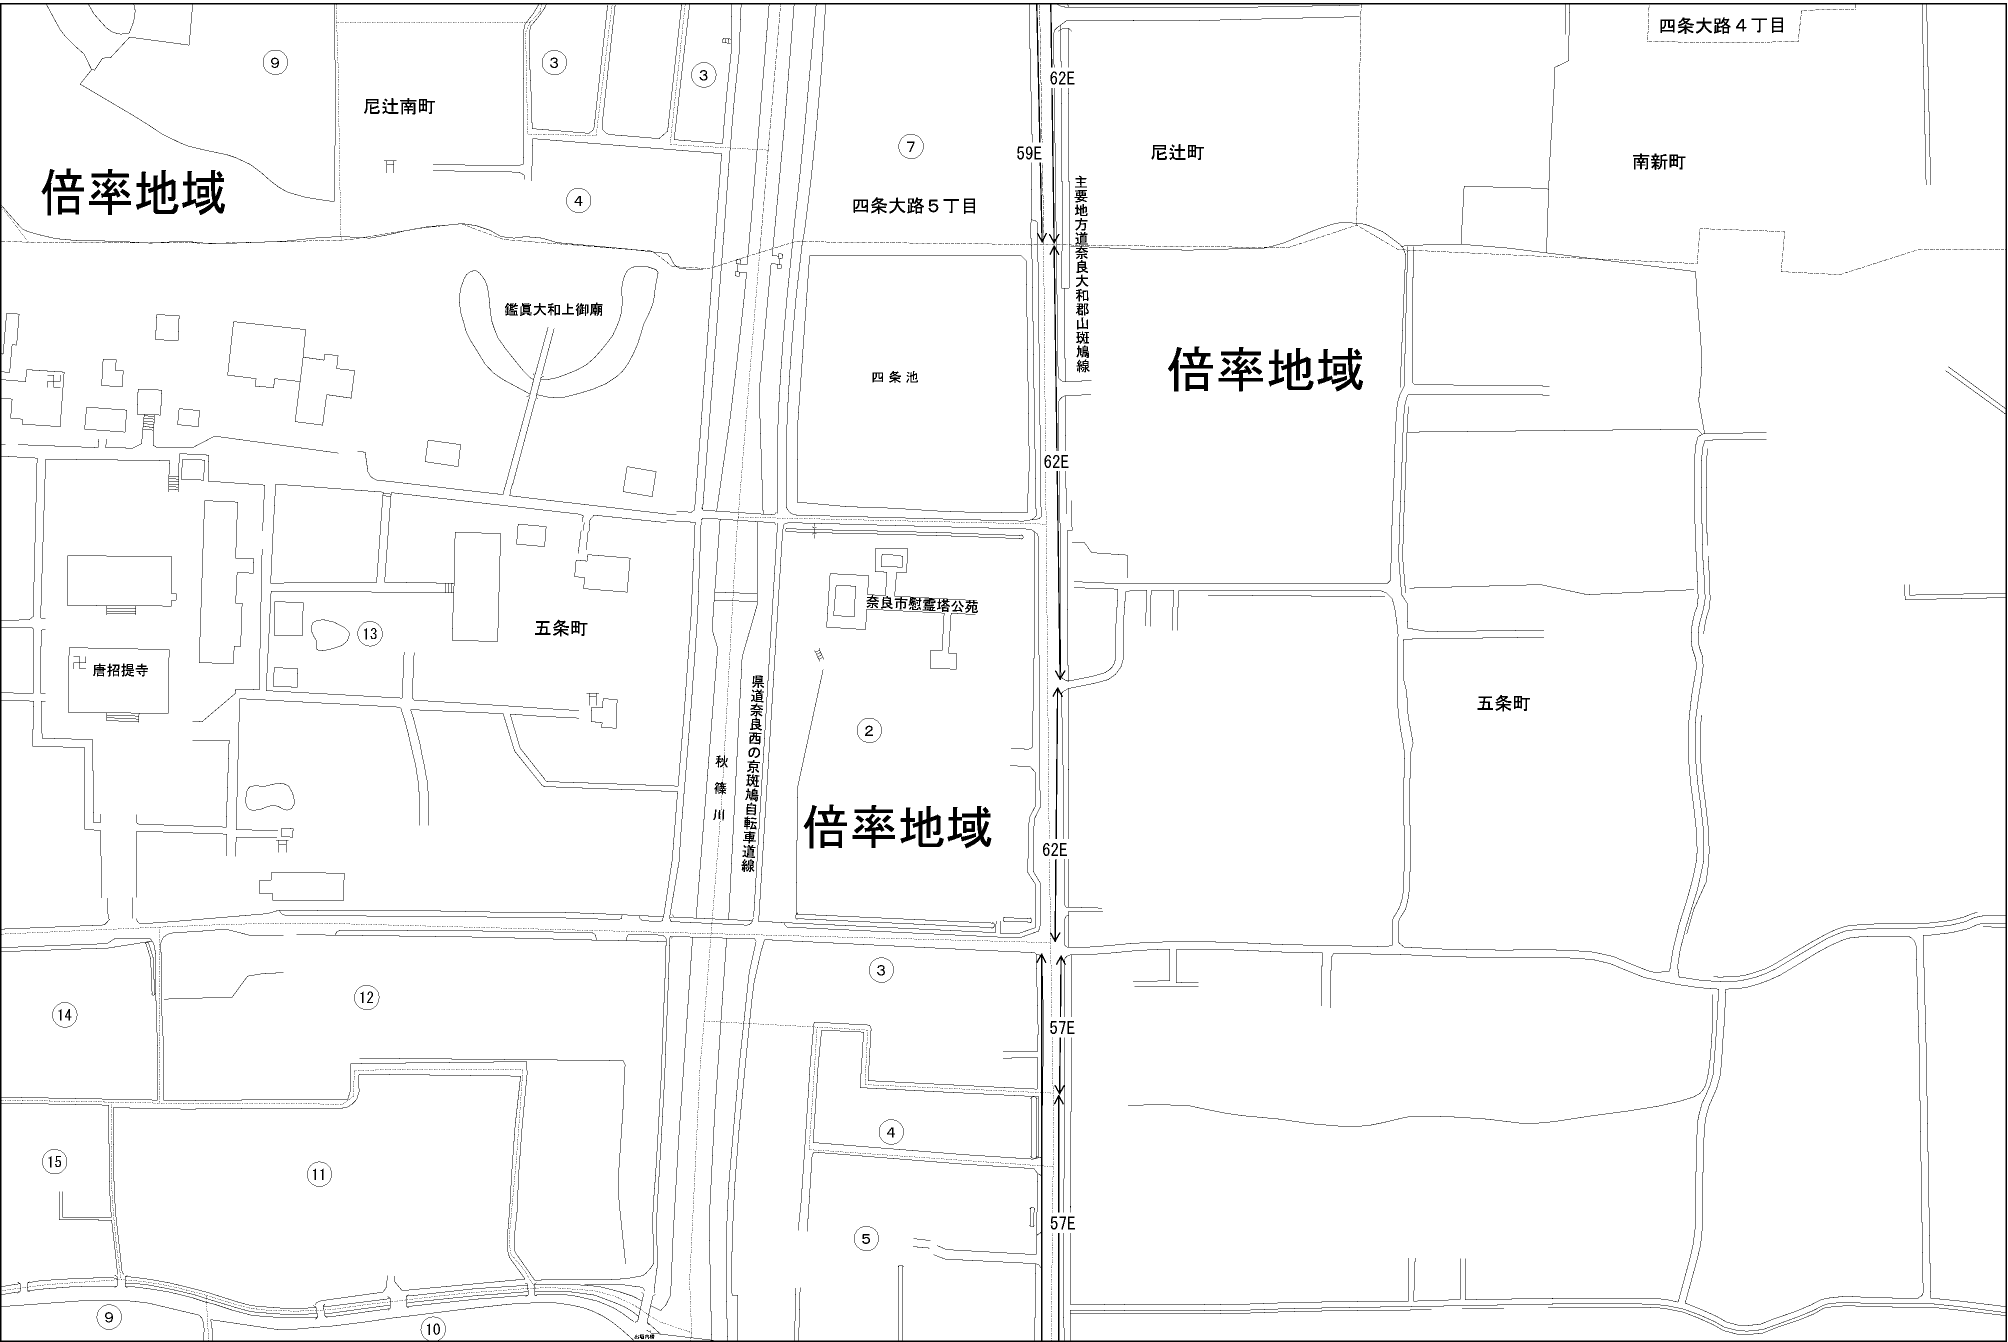 四条大路４丁目
9
3
3
62E
尼辻南町
7
59E
尼辻町
南新町
倍率地域
4
四条大路５丁目
主要地方道奈良大和郡山斑鳩線
鑑眞大和上御廟
四条池
倍率地域
62E
奈良市慰霊塔公苑
13
五条町
唐招提寺
県道奈良西の京斑鳩自転車道線
2
五条町
秋篠川
倍率地域
62E
3
12
14
57E
4
15
11
57E
5
9
10